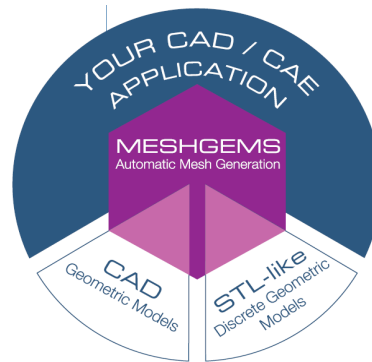 YOUR CAD / CAE
APPLICATION
MESHGEMS
Automatic Mesh Generation
CAD
Geometric Models
STL-like
Discrete Geometric
Models